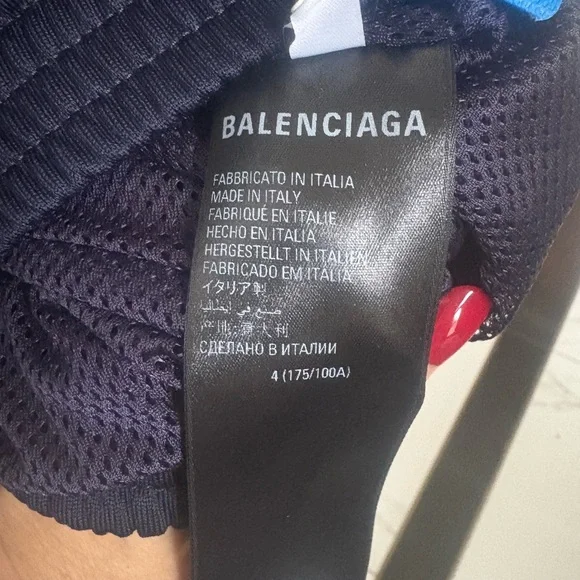 BALENCIAGA
FABBRICATO IN ITALIA
MADE IN ITALY
FABRIQUÉ EN ITALIE
HECHO EN ITALIA
HERGESTELLT IN ITALIEN
FABRICADO EM ITALIA
イタリア製
صنع في إيطاليا
产地：意大利
СДЕЛАНО В ИТАЛИИ
4 (175/100A)